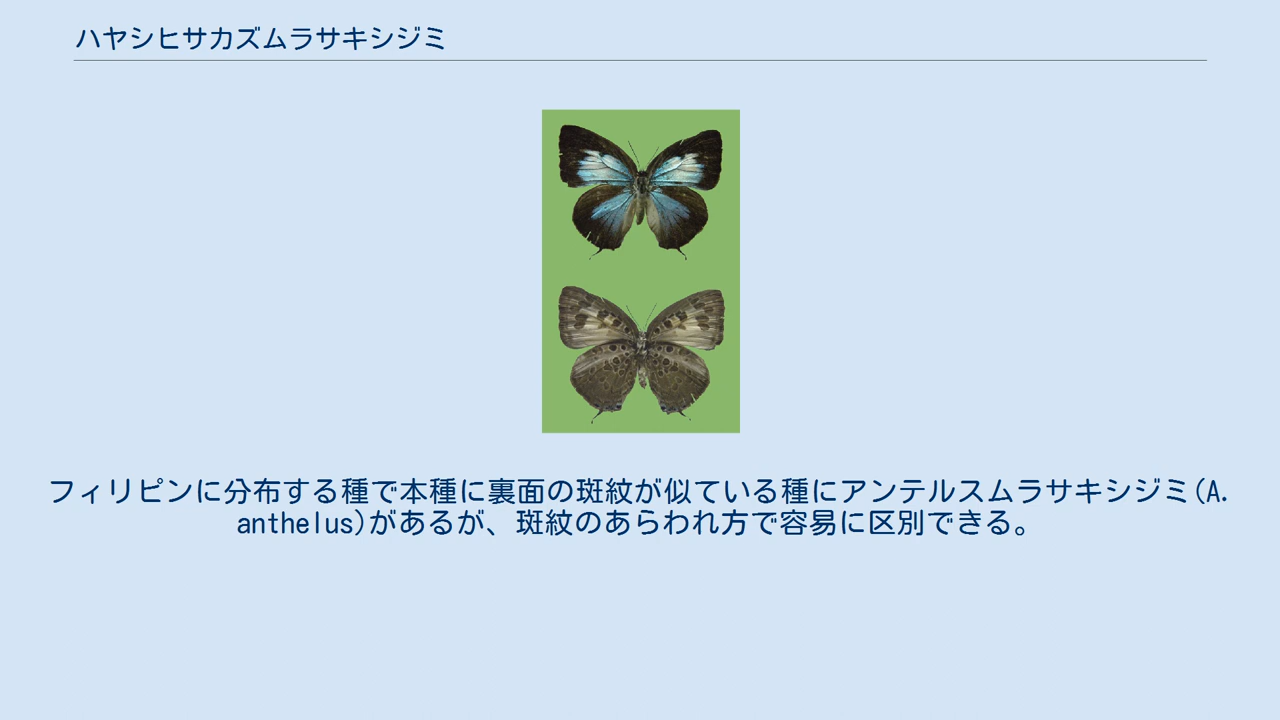 ハヤシヒサカズムラサキシジミ
フィリピンに分布する種で本種に裏面の斑紋が似ている種にアンテルスムラサキシジミ(A.
anthelus)があるが、斑紋のあらわれ方で容易に区別できる。